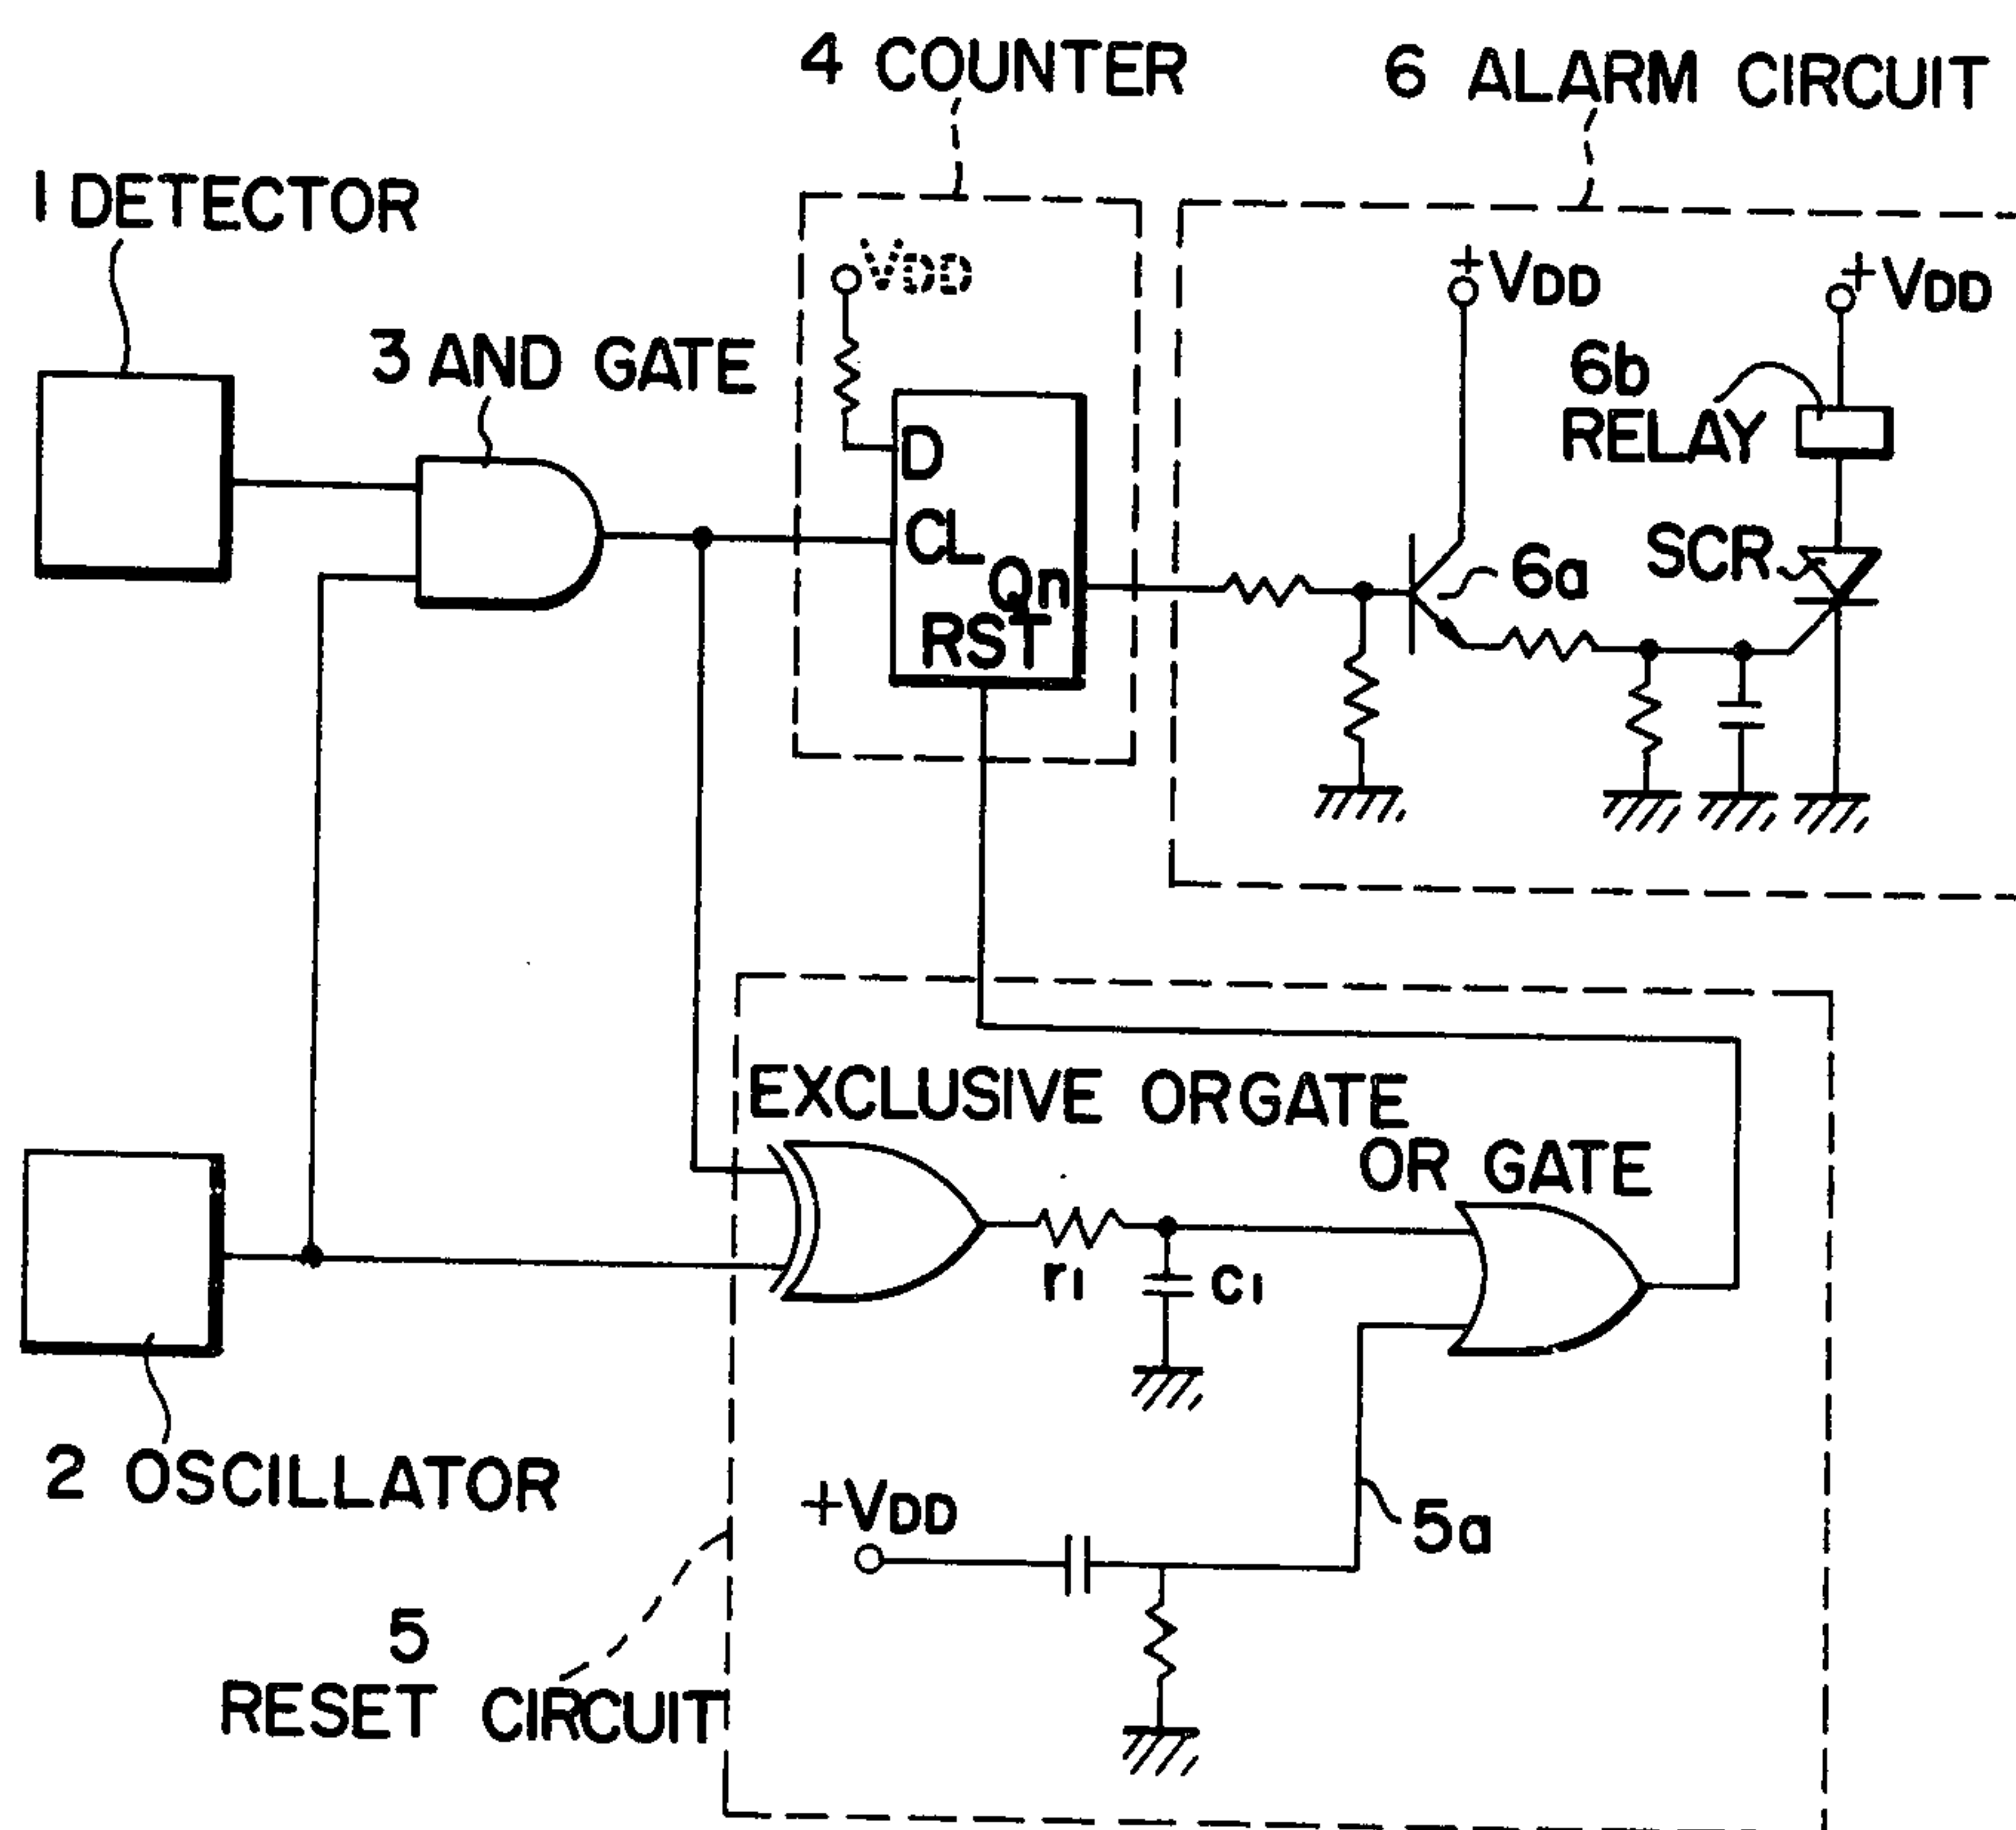 4 COUNTER
6 ALARM CIRCUIT
1 DETECTOR
VDD
+VDD
+VDD
3 AND GATE
6b
RELAY
D
CL
Qn
RST
6a
SCR
EXCLUSIVE ORGATE
OR GATE
r1
c1
2 OSCILLATOR
+VDD
5a
5
RESET CIRCUIT